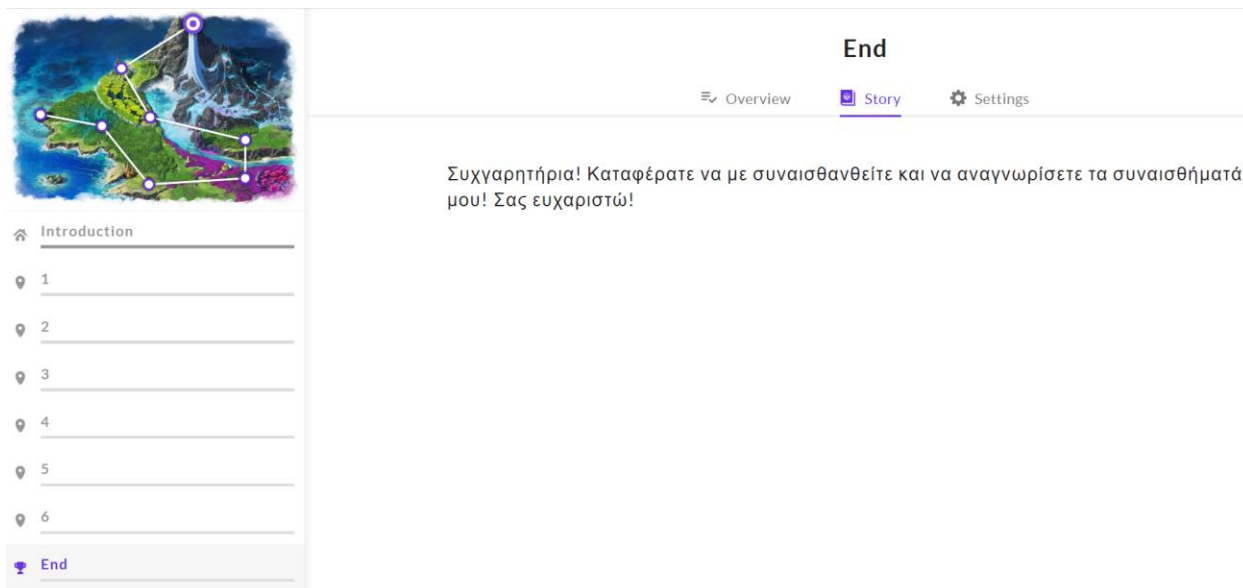 End
Overview
Story
Settings
Συχγαρητήρια! Καταφέρατε να με συναισθανθείτε και να αναγνωρίσετε τα συναισθήματά
μου! Σας ευχαριστώ!
Introduction
1
2
3
4
5
6
End